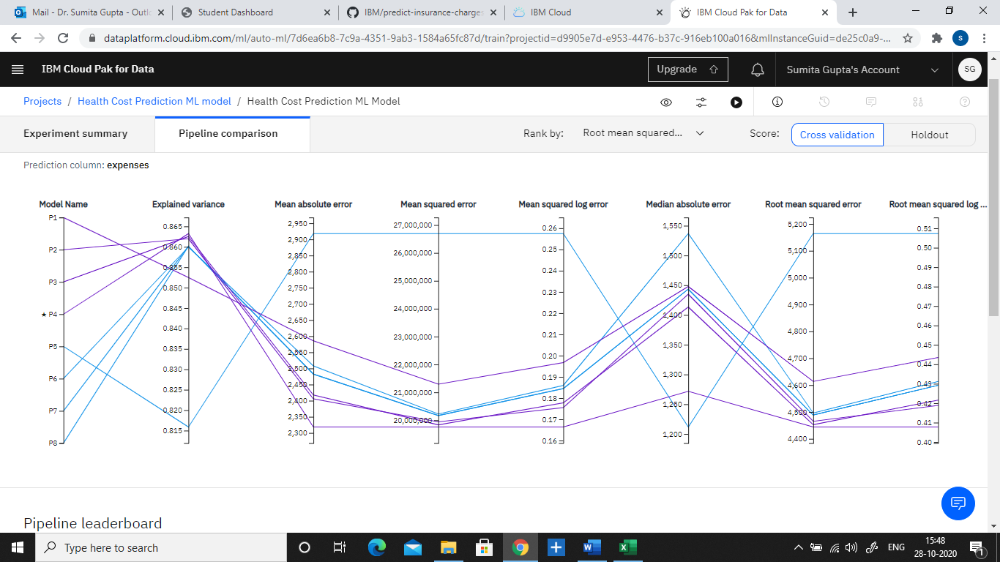 Mail - Dr. Sumita Gupta - Outlo
Student Dashboard
IBM/predict-insurance-charges
IBM Cloud
IBM Cloud Pak for Data
dataplatform.cloud.ibm.com/ml/auto-ml/7d6ea6b8-7c9a-4351-9ab3-1584a65fc87d/train?projectid=d9905e7d-e953-4476-b37c-916eb100a016&mlInstanceGuid=de25c0a9-...
S
IBM Cloud Pak for Data
Upgrade
Sumita Gupta's Account
SG
Projects / Health Cost Prediction ML model / Health Cost Prediction ML Model
Experiment summary
Pipeline comparison
Rank by: Root mean squared...
Score: Cross validation Holdout
Prediction column: expenses
Model Name
P1
P2
P3
★ P4
P5
P6
P7
P8
Explained variance
0.865
0.860
0.855
0.850
0.845
0.840
0.835
0.830
0.825
0.820
0.815
Mean absolute error
2,950
2,900
2,850
2,800
2,750
2,700
2,650
2,600
2,550
2,500
2,450
2,400
2,350
2,300
Mean squared error
27,000,000
26,000,000
25,000,000
24,000,000
23,000,000
22,000,000
21,000,000
20,000,000
Mean squared log error
0.26
0.25
0.24
0.23
0.22
0.21
0.20
0.19
0.18
0.17
0.16
Median absolute error
1,550
1,500
1,450
1,400
1,350
1,300
1,250
1,200
Root mean squared error
5,200
5,100
5,000
4,900
4,800
4,700
4,600
4,500
4,400
Root mean squared log ...
0.51
0.50
0.49
0.48
0.47
0.46
0.45
0.44
0.43
0.42
0.41
0.40
Pipeline leaderboard
Type here to search
ENG
15:48
28-10-2020
1